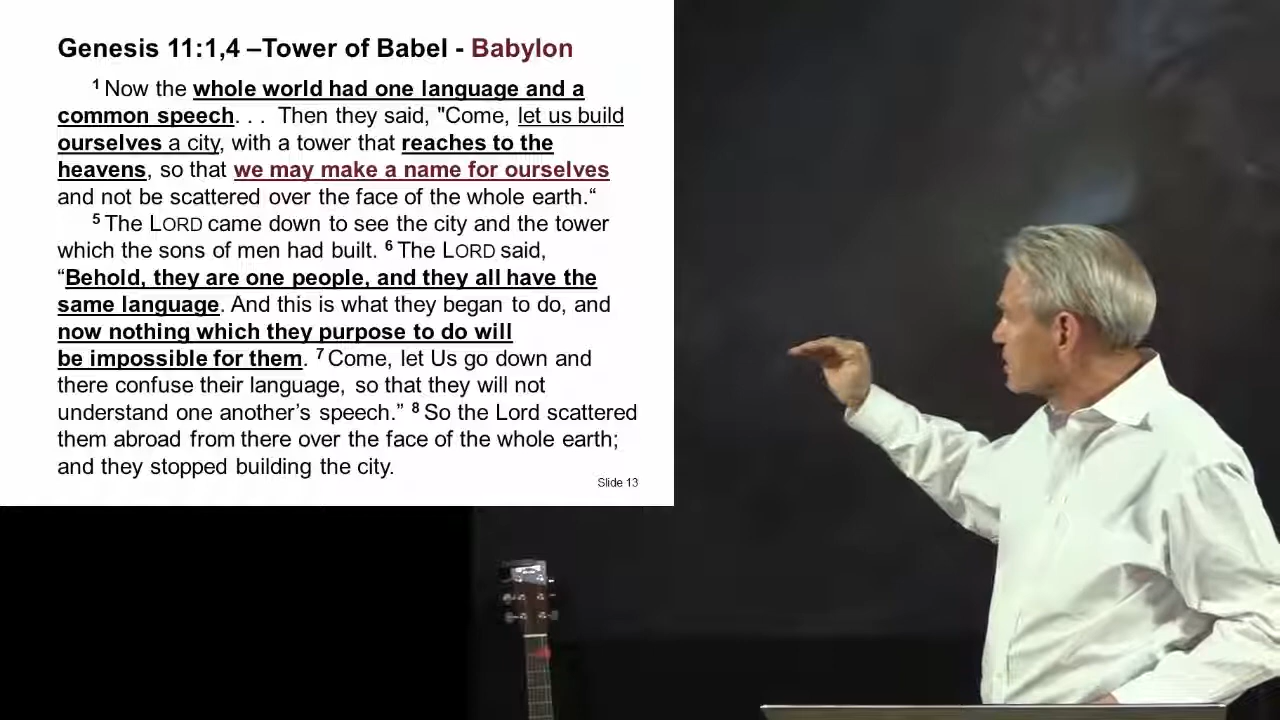 Genesis 11:1,4 –Tower of Babel - Babylon
1 Now the whole world had one language and a
common speech. . . Then they said, "Come, let us build
ourselves a city, with a tower that reaches to the
heavens, so that we may make a name for ourselves
and not be scattered over the face of the whole earth.“
5 The LORD came down to see the city and the tower
which the sons of men had built. 6 The LORD said,
“Behold, they are one people, and they all have the
same language. And this is what they began to do, and
now nothing which they purpose to do will
be impossible for them. 7 Come, let Us go down and
there confuse their language, so that they will not
understand one another’s speech.” 8 So the Lord scattered
them abroad from there over the face of the whole earth;
and they stopped building the city.
Slide 13